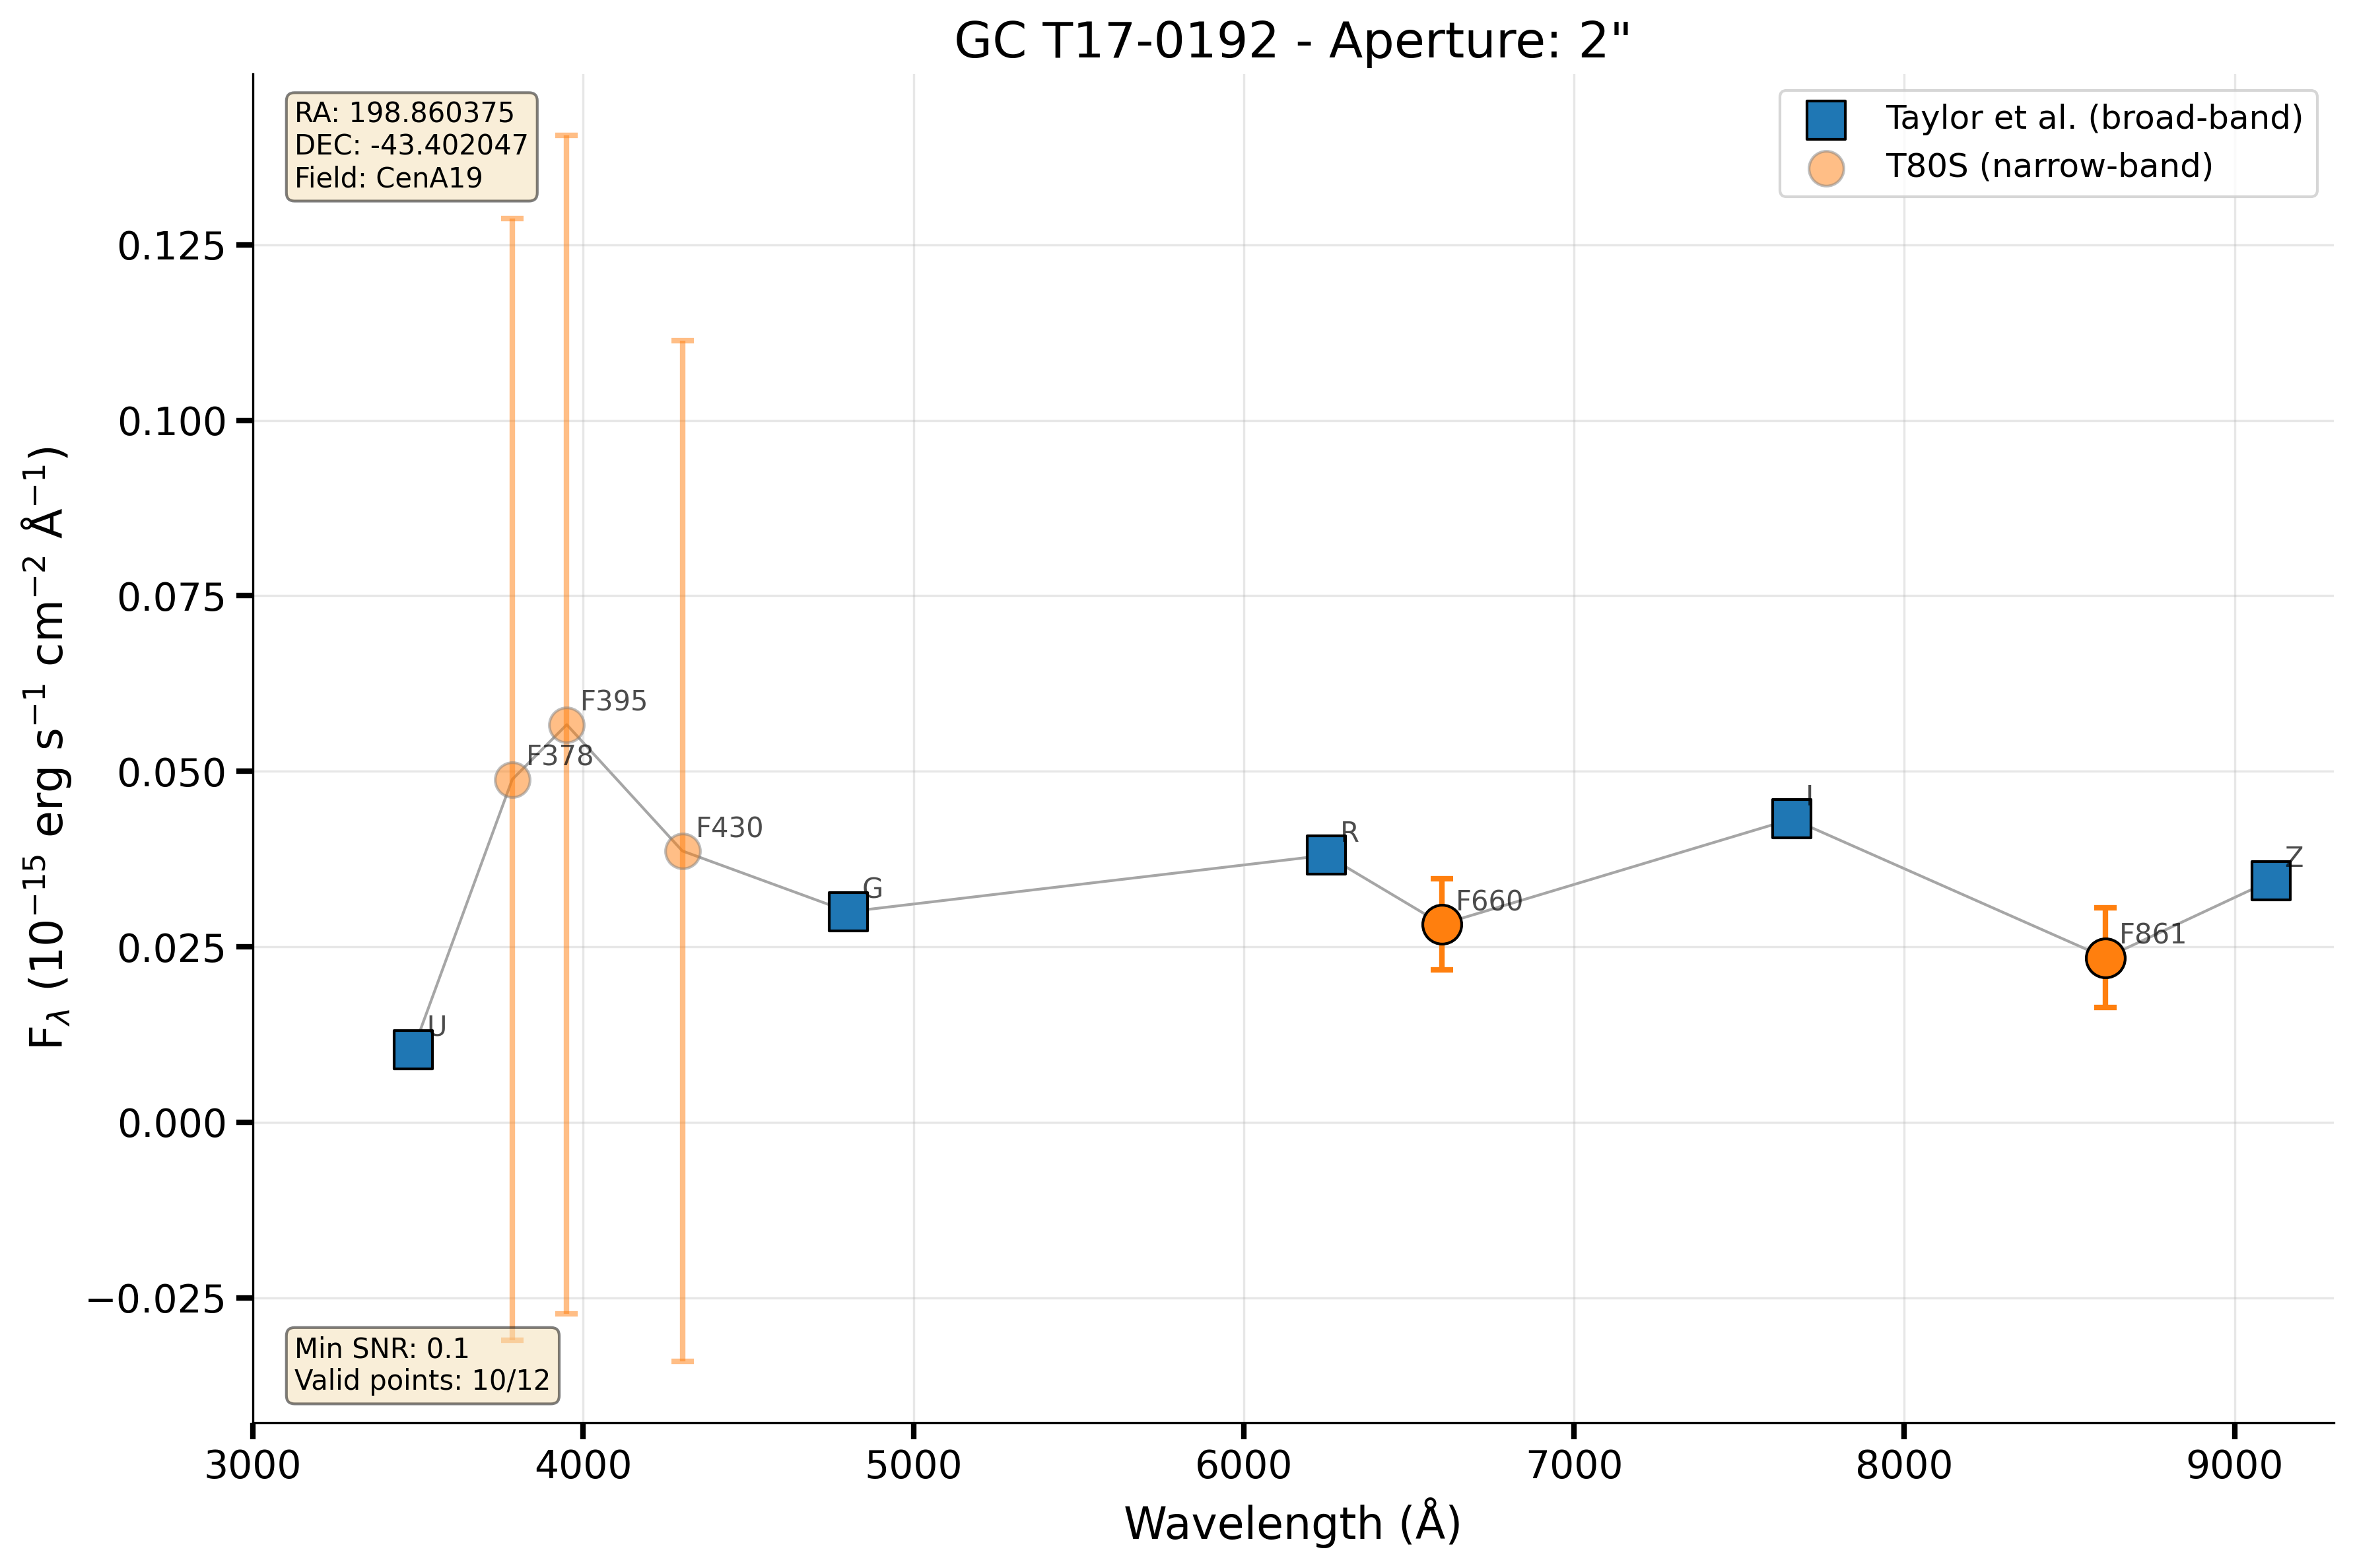 GC T17-0192 - Aperture: 2"
RA: 198.860375
DEC: -43.402047
Field: CenA19
Taylor et al. (broad-band)
T80S (narrow-band)
0.125
0.100
0.075
0.050
0.025
0.000
−0.025
F_λ (10⁻¹⁵ erg s⁻¹ cm⁻² Å⁻¹)
U
F378
F395
F430
G
R
F660
I
F861
Z
Min SNR: 0.1
Valid points: 10/12
3000 4000 5000 6000 7000 8000 9000
Wavelength (Å)